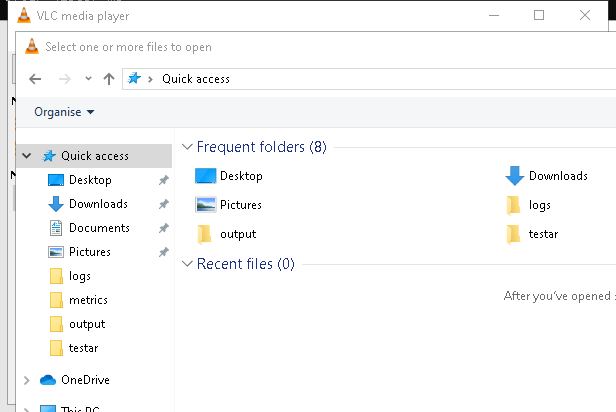 VLC media player
Select one or more files to open
Quick access
Organise
Quick access
Desktop
Downloads
Documents
Pictures
logs
metrics
output
testar
OneDrive
This PC
Frequent folders (8)
Desktop
Downloads
Pictures
logs
output
testar
Recent files (0)
After you've opened